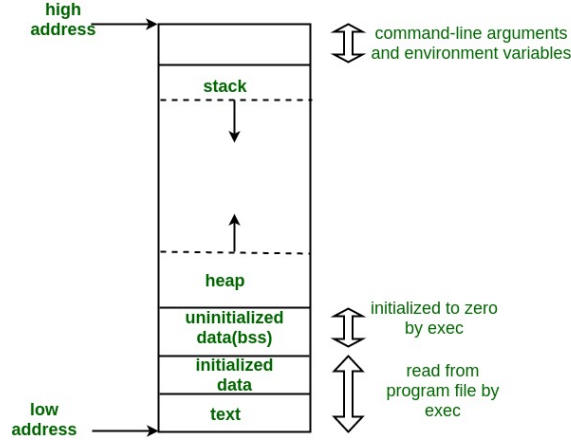 high
address
command-line arguments
and environment variables
stack
heap
uninitialized
data(bss)
initialized to zero
by exec
initialized
data
read from
program file by
exec
text
low
address